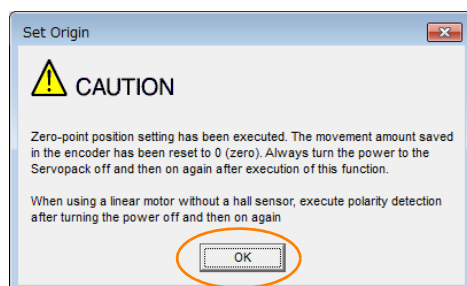 Set Origin
CAUTION
Zero-point position setting has been executed. The movement amount saved
in the encoder has been reset to 0 (zero). Always turn the power to the
Servopack off and then on again after execution of this function.
When using a linear motor without a hall sensor, execute polarity detection
after turning the power off and then on again
OK